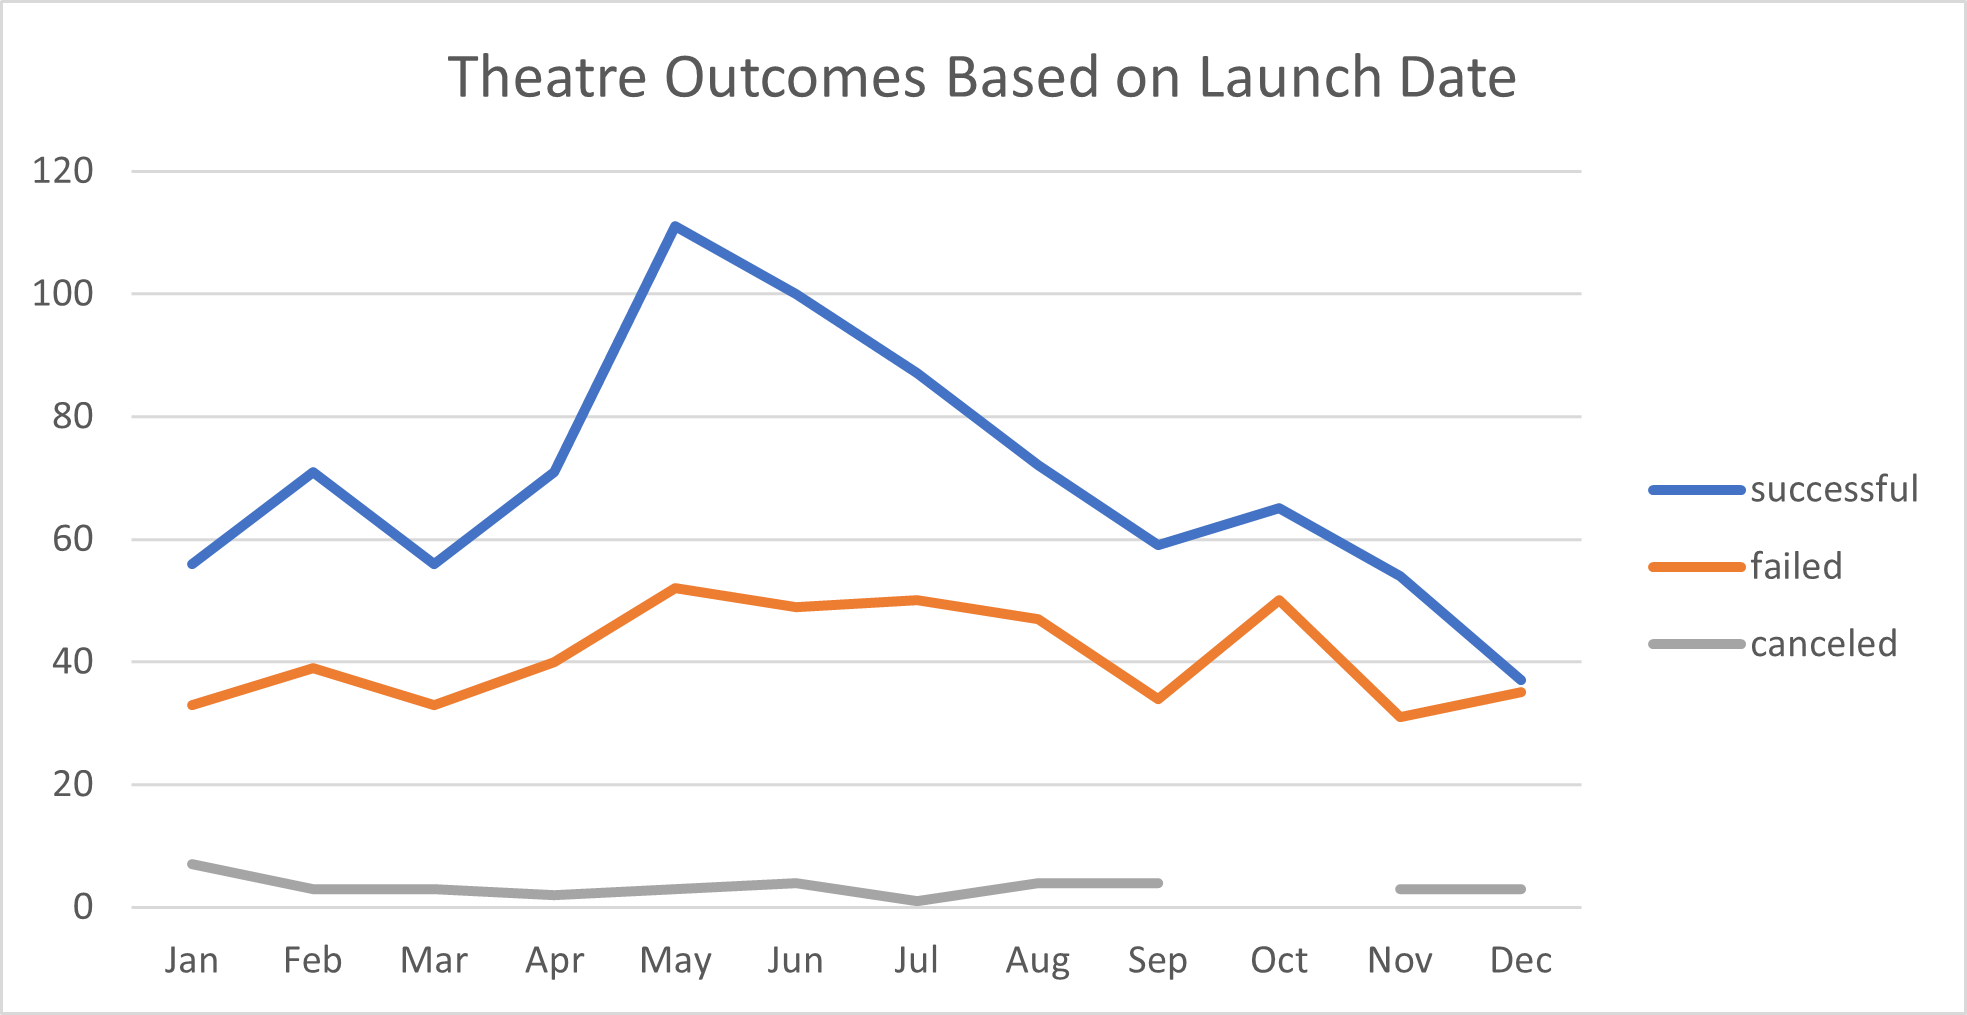 Theatre Outcomes Based on Launch Date
120
100
80
60
40
20
0
Jan Feb Mar Apr May Jun Jul Aug Sep Oct Nov Dec
successful
failed
canceled